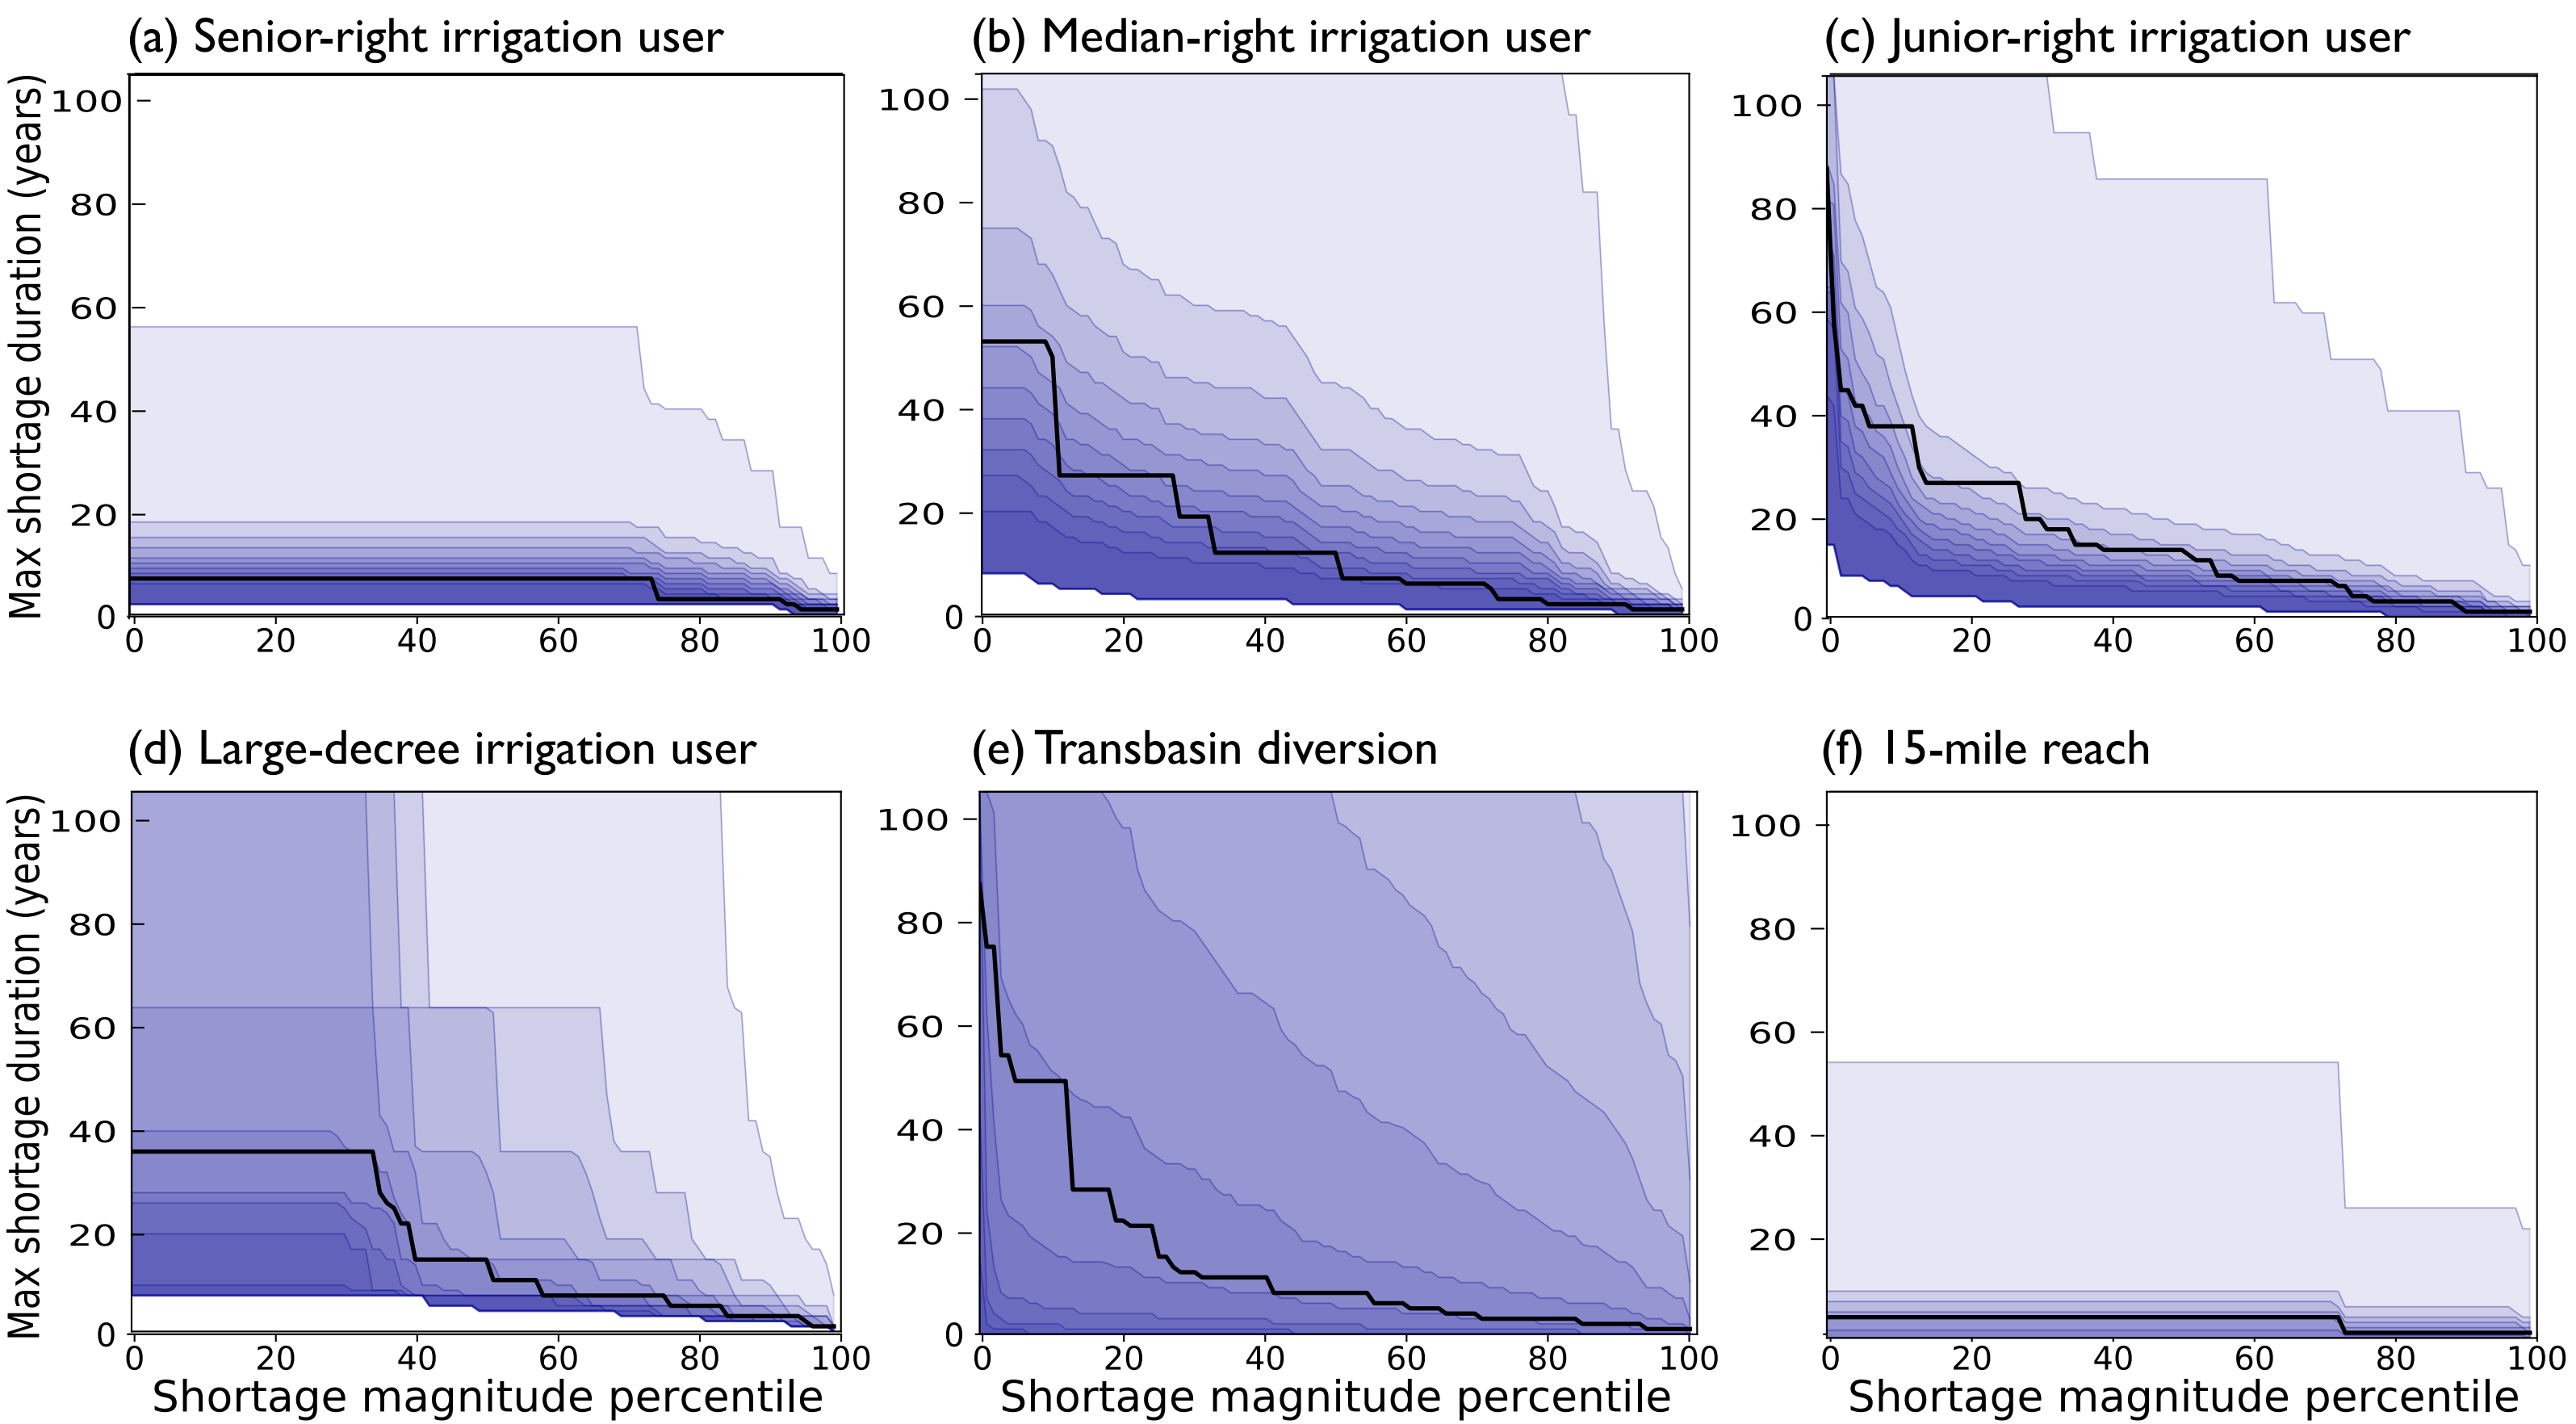 (a) Senior-right irrigation user
(b) Median-right irrigation user
(c) Junior-right irrigation user
Max shortage duration (years)
100
80
60
40
20
0
0 20 40 60 80 100
100
80
60
40
20
0
0 20 40 60 80 100
100
80
60
40
20
0
0 20 40 60 80 100
(d) Large-decree irrigation user
(e) Transbasin diversion
(f) 15-mile reach
Max shortage duration (years)
100
80
60
40
20
0
0 20 40 60 80 100
Shortage magnitude percentile
100
80
60
40
20
0
0 20 40 60 80 100
Shortage magnitude percentile
100
80
60
40
20
0 20 40 60 80 100
Shortage magnitude percentile